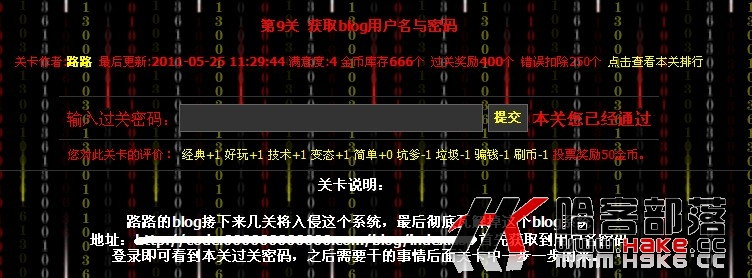 第9关 获取blog用户名与密码
关卡作者:路路 最后更新:2011-05-26 11:29:44 满意度:4 金币库存666个 过关奖励400个 错误扣除250个 点击查看本关排行
输入过关密码: 提交 本关您已经通过
您对此关卡的评价: 经典+1 好玩+1 技术+1 变态+1 简单+0 坑爹-1 垃圾-1 骗钱-1 刷币-1 投票奖励50金币。
关卡说明:
路路的blog接下来几关将入侵这个系统，最后彻底 这个blog
地址: 获取到
登录即可看到本关过关密码，之后需要干的事情后面关卡中一步一步
哈客部落
HAKE.CC